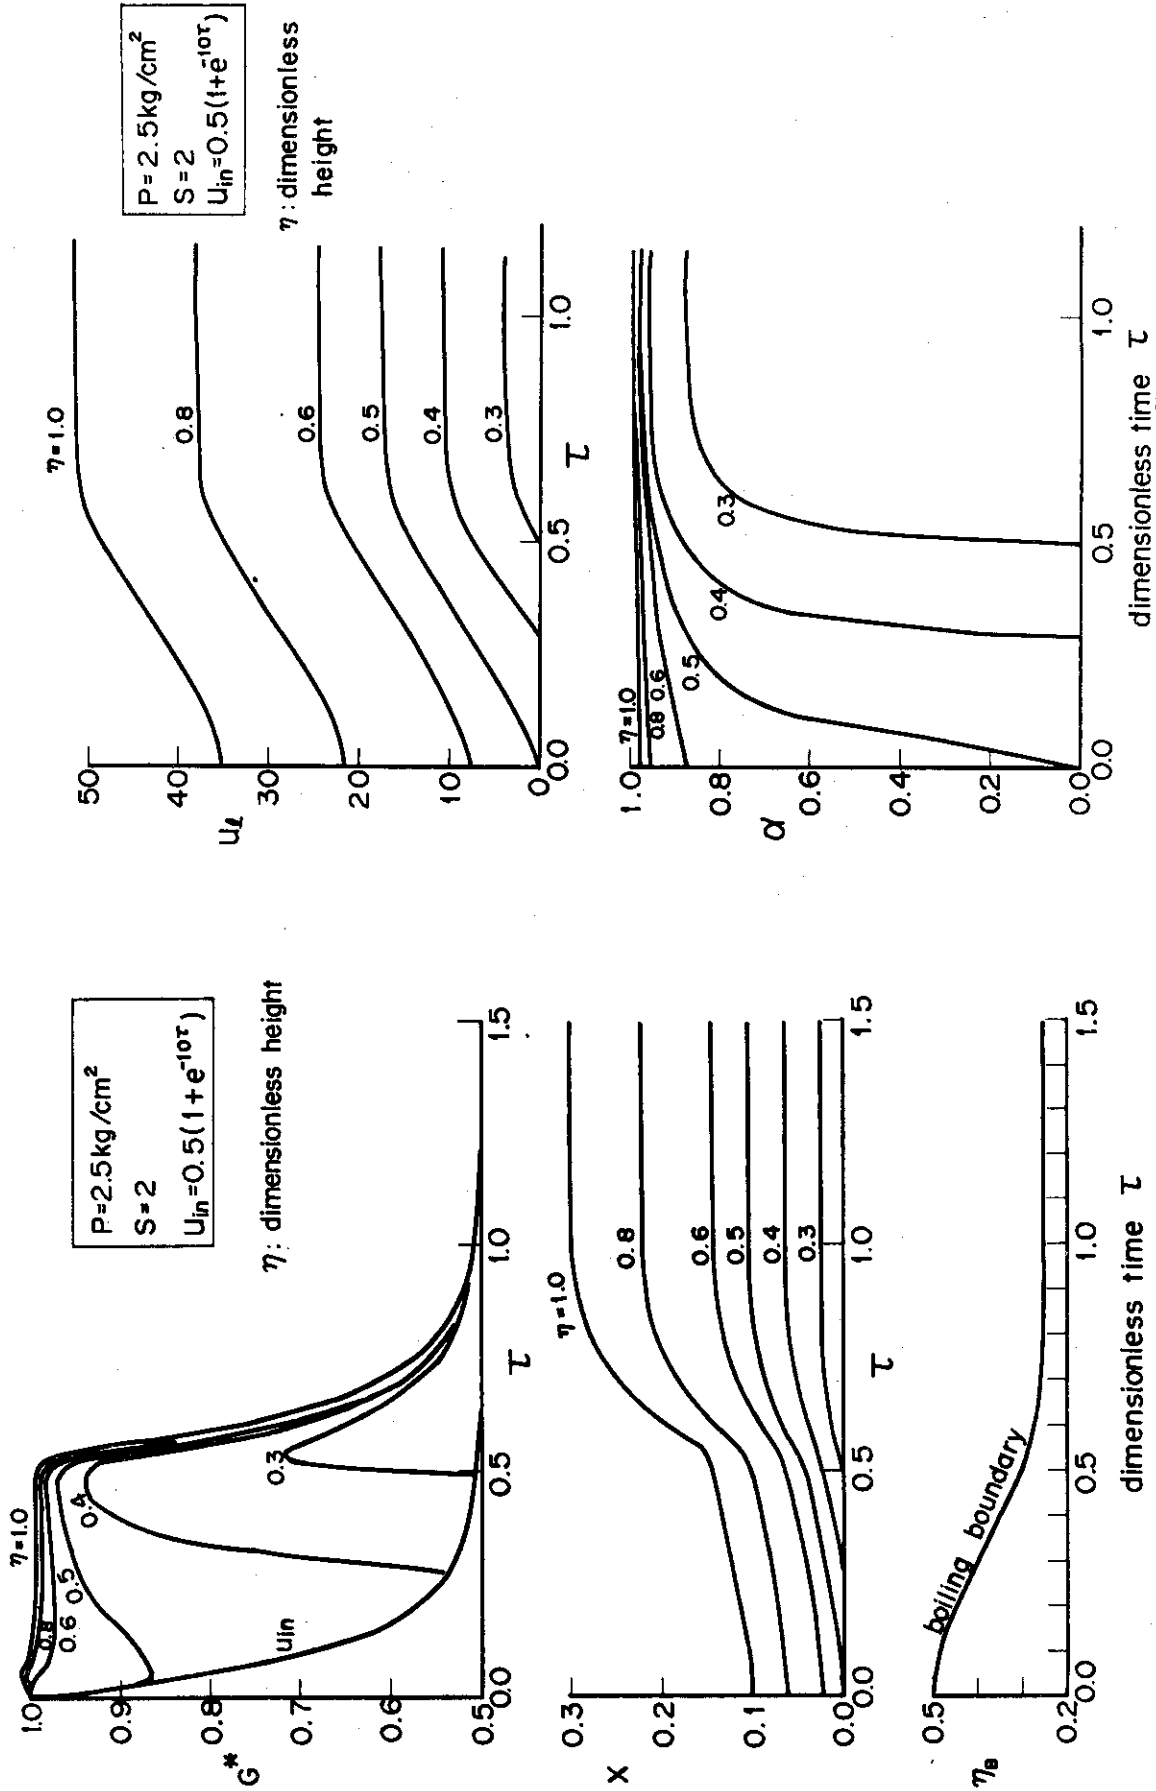 P=2.5kg/cm²
S=2
Uin=0.5(1+e⁻¹⁰τ)
η: dimensionless height
G*
1.0
0.9
0.8
0.7
0.6
0.5
η=1.0
0.8
0.6
0.5
0.4
0.3
uin
0.0
0.5
1.0
1.5
τ
X
0.3
0.2
0.1
0.0
η=1.0
0.8
0.6
0.5
0.4
0.3
0.5
1.0
1.5
τ
ηB
0.5
0.2
boiling boundary
0.0
0.5
1.0
1.5
dimensionless time τ
P=2.5kg/cm²
S=2
Uin=0.5(1+e⁻¹⁰τ)
η: dimensionless
height
uℓ
50
40
30
20
10
0
η=1.0
0.8
0.6
0.5
0.4
0.3
0.0
0.5
1.0
τ
α
1.0
0.8
0.6
0.4
0.2
0.0
η=1.0
0.8
0.6
0.5
0.4
0.3
0.0
0.5
1.0
dimensionless time τ